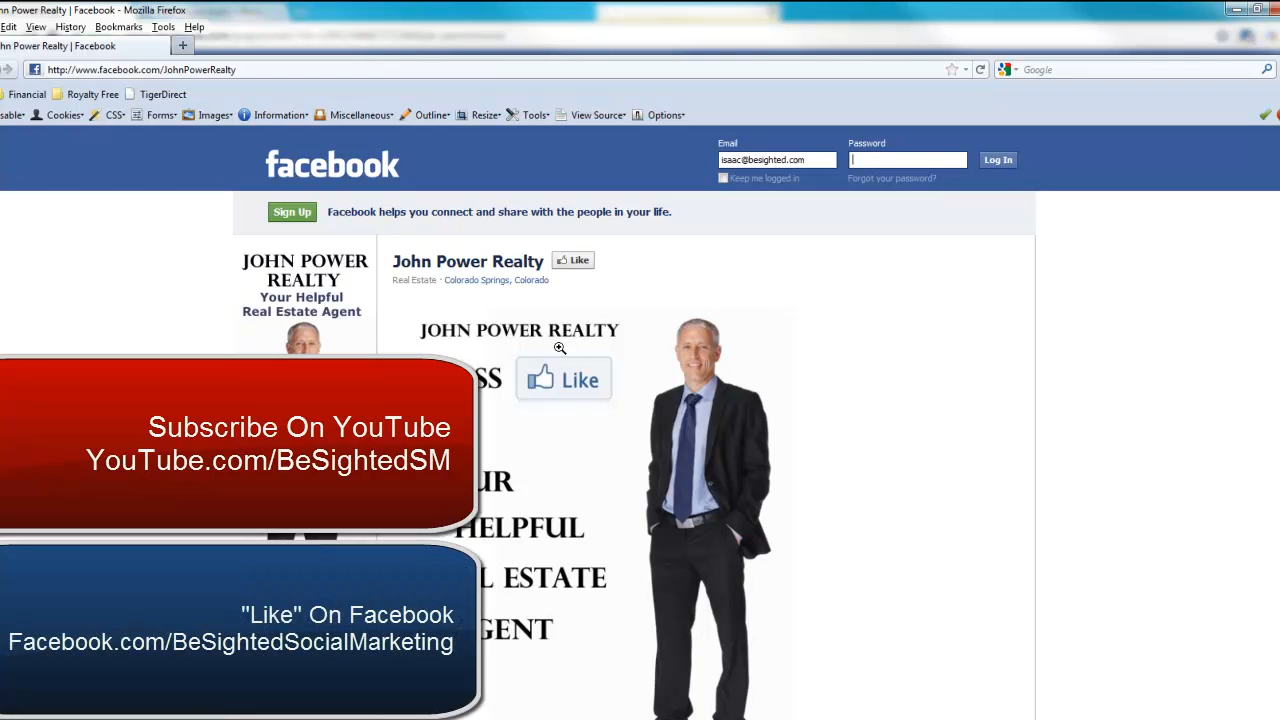 hn Power Realty | Facebook - Mozilla Firefox
Edit View History Bookmarks Tools Help
hn Power Realty | Facebook
http://www.facebook.com/JohnPowerRealty
Google
Financial Royalty Free TigerDirect
sable Cookies CSS Forms Images Information Miscellaneous Outline Resize Tools View Source Options
Email
Password
facebook
isaac@besighted.com
Log In
Keep me logged in
Forgot your password?
Sign Up
Facebook helps you connect and share with the people in your life.
JOHN POWER
REALTY
Your Helpful
Real Estate Agent
John Power Realty
Like
Real Estate · Colorado Springs, Colorado
JOHN POWER REALTY
SS
Like
UR
HELPFUL
L ESTATE
GENT
Subscribe On YouTube
YouTube.com/BeSightedSM
"Like" On Facebook
Facebook.com/BeSightedSocialMarketing